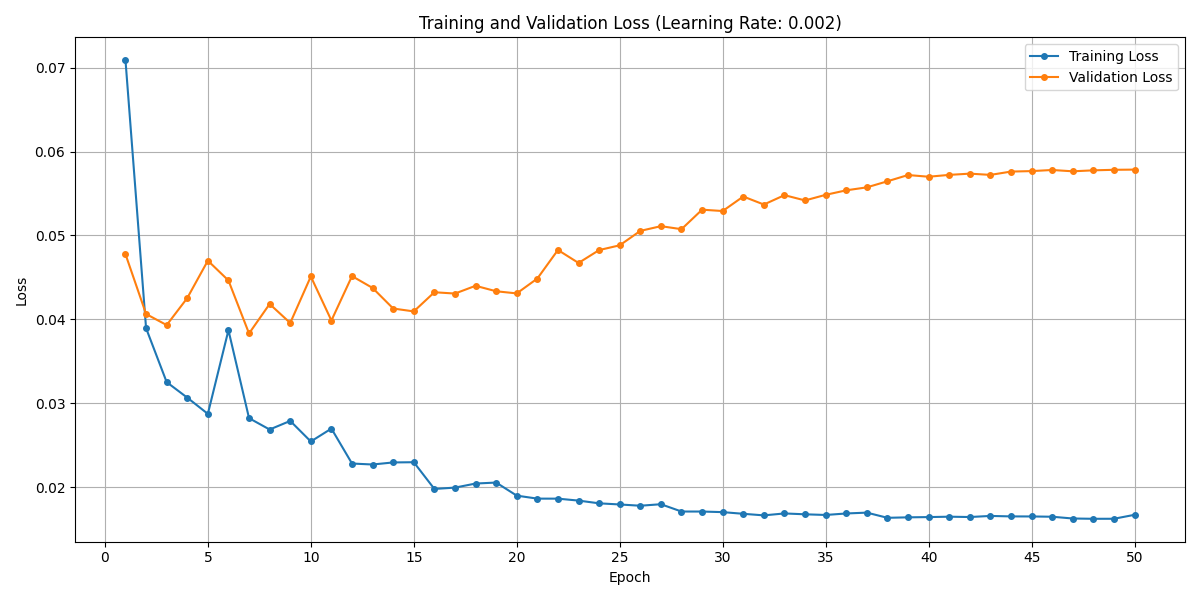 Training and Validation Loss (Learning Rate: 0.002)
Training Loss
Validation Loss
Loss
0.07
0.06
0.05
0.04
0.03
0.02
0 5 10 15 20 25 30 35 40 45 50
Epoch